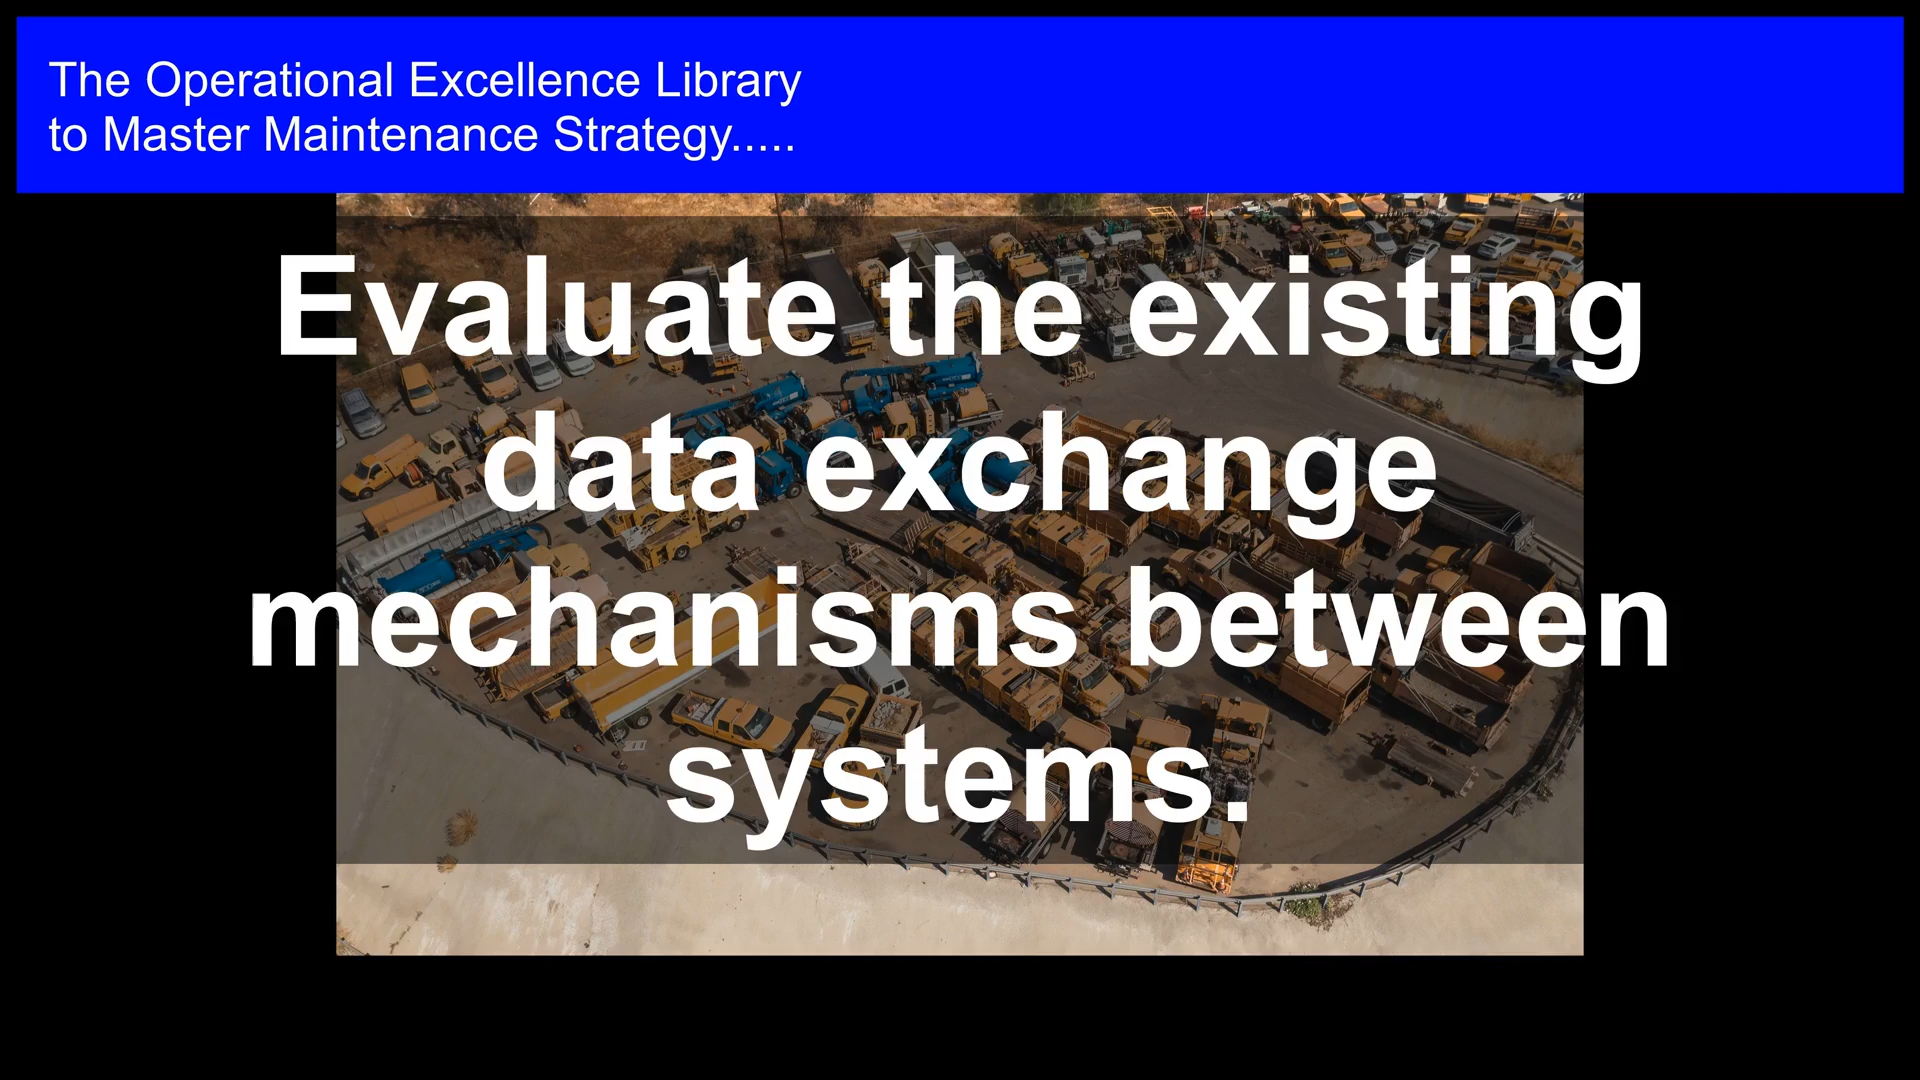 The Operational Excellence Library
to Master Maintenance Strategy.....
Evaluate the existing
data exchange
mechanisms between
systems.